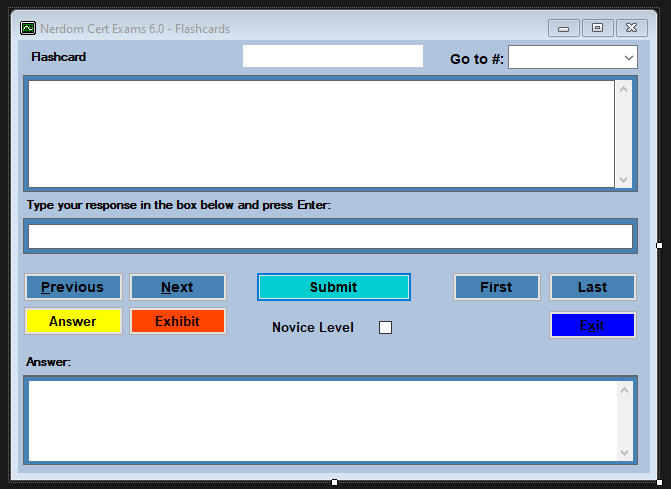 Nerdom Cert Exams 6.0 - Flashcards
Flashcard
Go to #:
Type your response in the box below and press Enter:
Previous Next Submit First Last
Answer Exhibit Novice Level Exit
Answer: